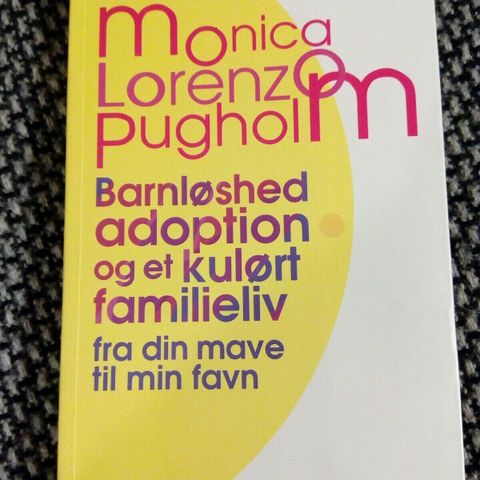 monica
Lorenzo
pugholm
Barnløshed
adoption
og et kulørt
familieliv
fra din mave
til min favn